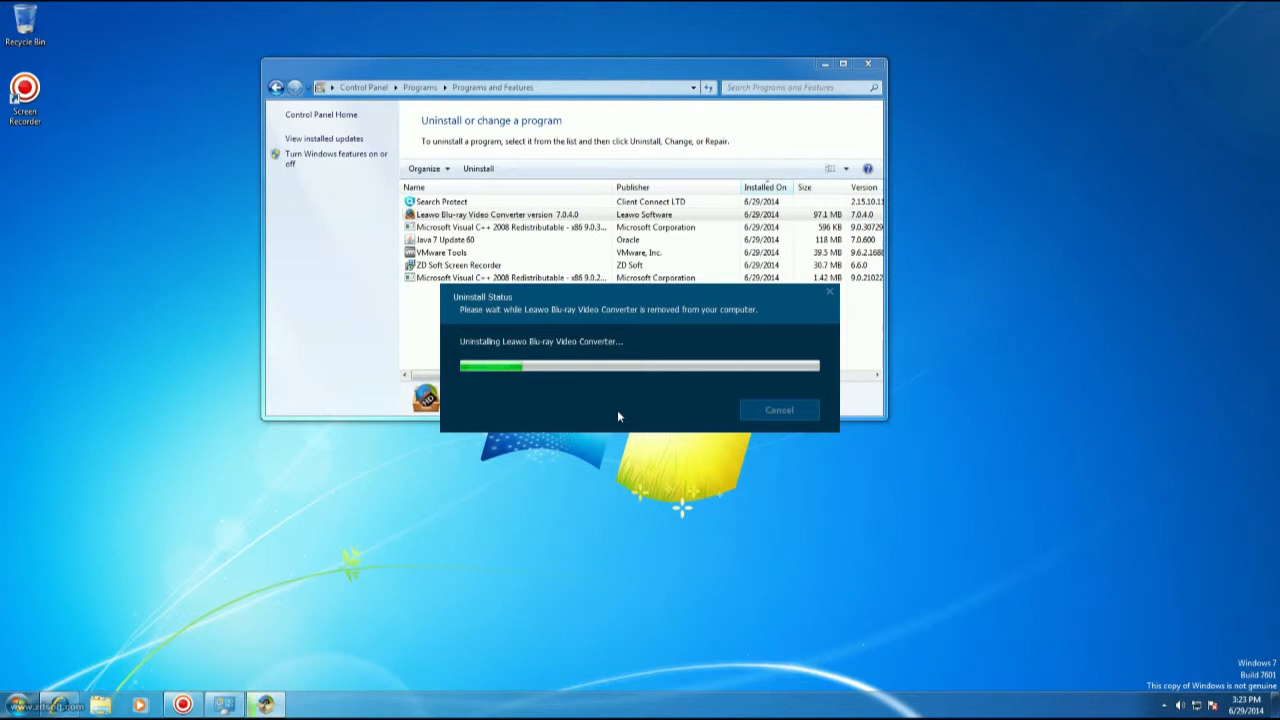 Recycle Bin
Screen
Recorder
Control Panel
Programs
Programs and Features
Search Programs and Features
Control Panel Home
View installed updates
Turn Windows features on or
off
Uninstall or change a program
To uninstall a program, select it from the list and then click Uninstall, Change, or Repair.
Organize Uninstall
Name Publisher Installed On Size Version
Search Protect Client Connect LTD 6/29/2014 2.15.10.11
Leawo Blu-ray Video Converter version 7.0.4.0 Leawo Software 6/29/2014 97.1 MB 7.0.4.0
Microsoft Visual C++ 2008 Redistributable - x86 9.0.3... Microsoft Corporation 6/29/2014 596 KB 9.0.30729
Java 7 Update 60 Oracle 6/29/2014 118 MB 7.0.600
VMware Tools VMware, Inc. 6/29/2014 39.5 MB 9.6.2.1688
ZD Soft Screen Recorder ZD Soft 6/29/2014 30.7 MB 6.6.0
Microsoft Visual C++ 2008 Redistributable - x86 9.0.2... Microsoft Corporation 6/29/2014 1.42 MB 9.0.21022
Uninstall Status
Please wait while Leawo Blu-ray Video Converter is removed from your computer.
Uninstalling Leawo Blu-ray Video Converter...
HD
Cancel
Windows 7
Build 7601
This copy of Windows is not genuine
www.zdsoft.com
3:23 PM
6/29/2014